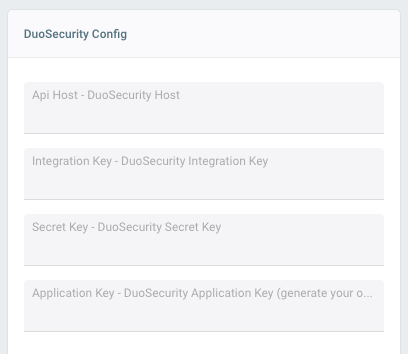 DuoSecurity Config
Api Host - DuoSecurity Host
Integration Key - DuoSecurity Integration Key
Secret Key - DuoSecurity Secret Key
Application Key - DuoSecurity Application Key (generate your o...